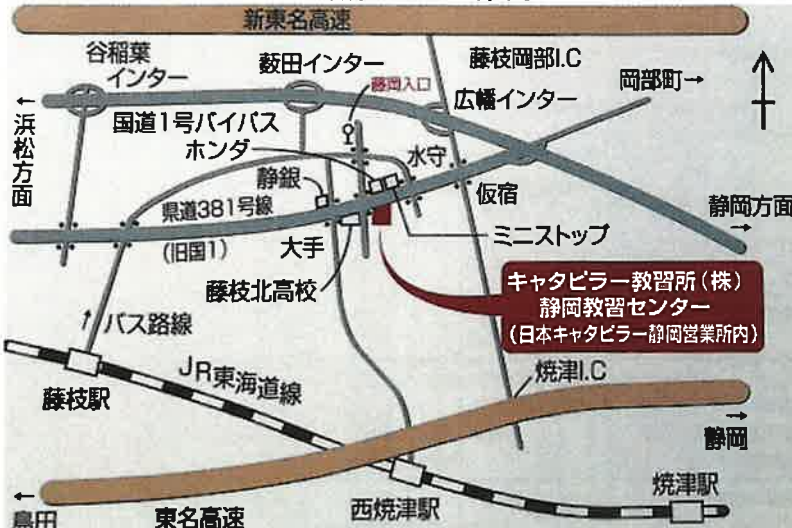 新東名高速
谷稲葉
インター
薮田インター
藤岡入口
藤枝岡部I.C
岡部町→
←浜松方面
国道1号バイパス
広幡インター
ホンダ
水守
静銀
仮宿
県道381号線
(旧国1)
大手
ミニストップ
静岡方面
→
藤枝北高校
キャタピラー教習所(株)
静岡教習センター
(日本キャタピラー静岡営業所内)
バス路線
JR東海道線
焼津I.C
藤枝駅
→
静岡
←
島田
東名高速
西焼津駅
焼津駅